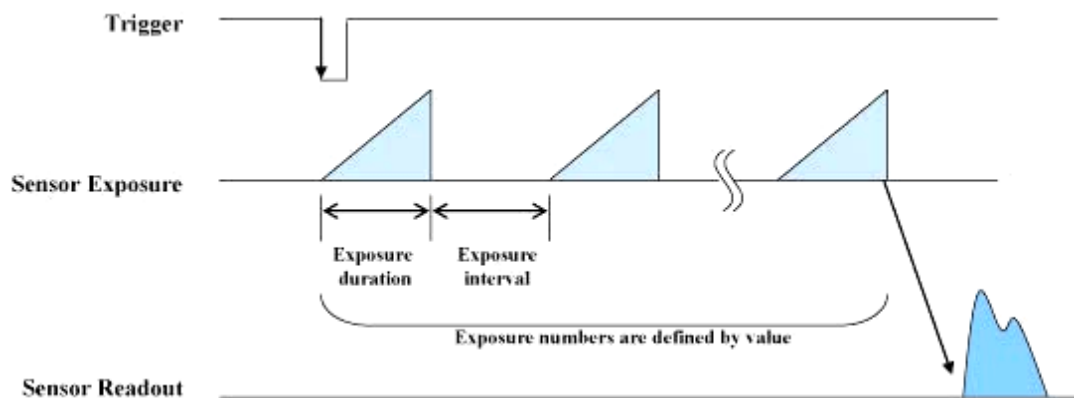 Trigger
Sensor Exposure
Exposure
duration
Exposure
interval
Exposure numbers are defined by value
Sensor Readout